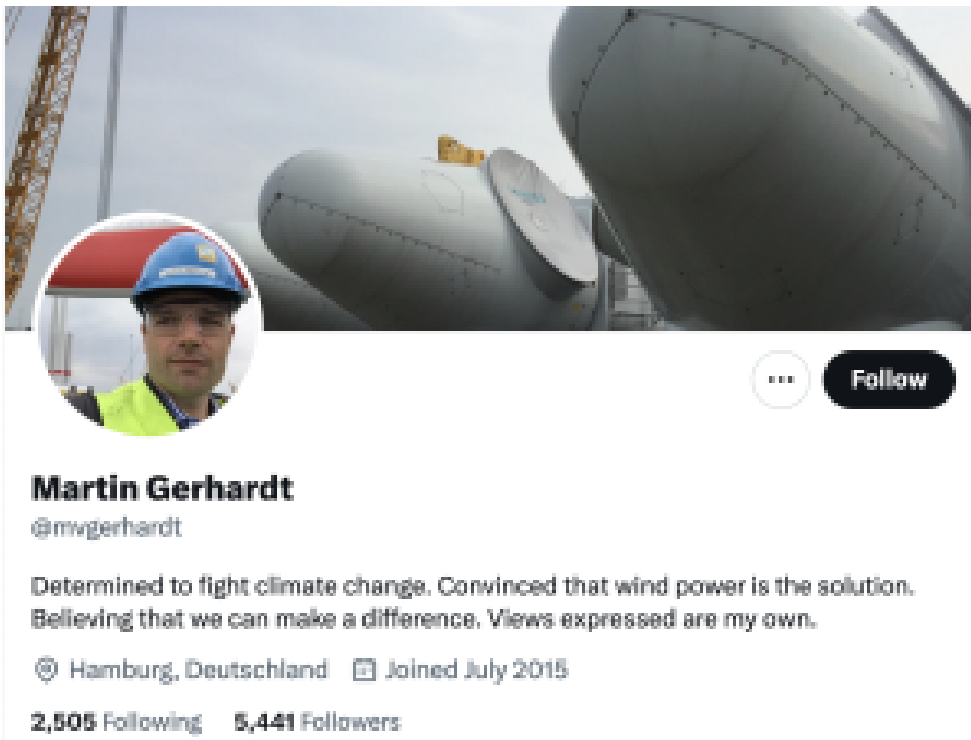 Follow
Martin Gerhardt
@mvgerhardt
Determined to fight climate change. Convinced that wind power is the solution.
Believing that we can make a difference. Views expressed are my own.
Hamburg, Deutschland Joined July 2015
2,505 Following 5,441 Followers